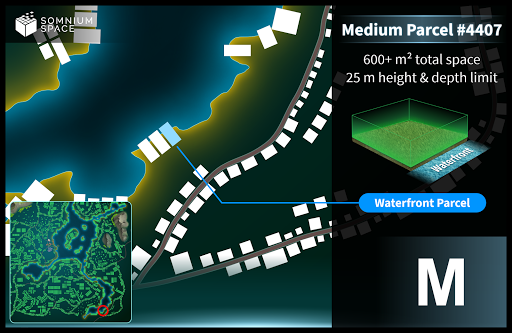 SOMNIUM
SPACE
Medium Parcel #4407
600+ m² total space
25 m height & depth limit
Waterfront
Waterfront Parcel
M